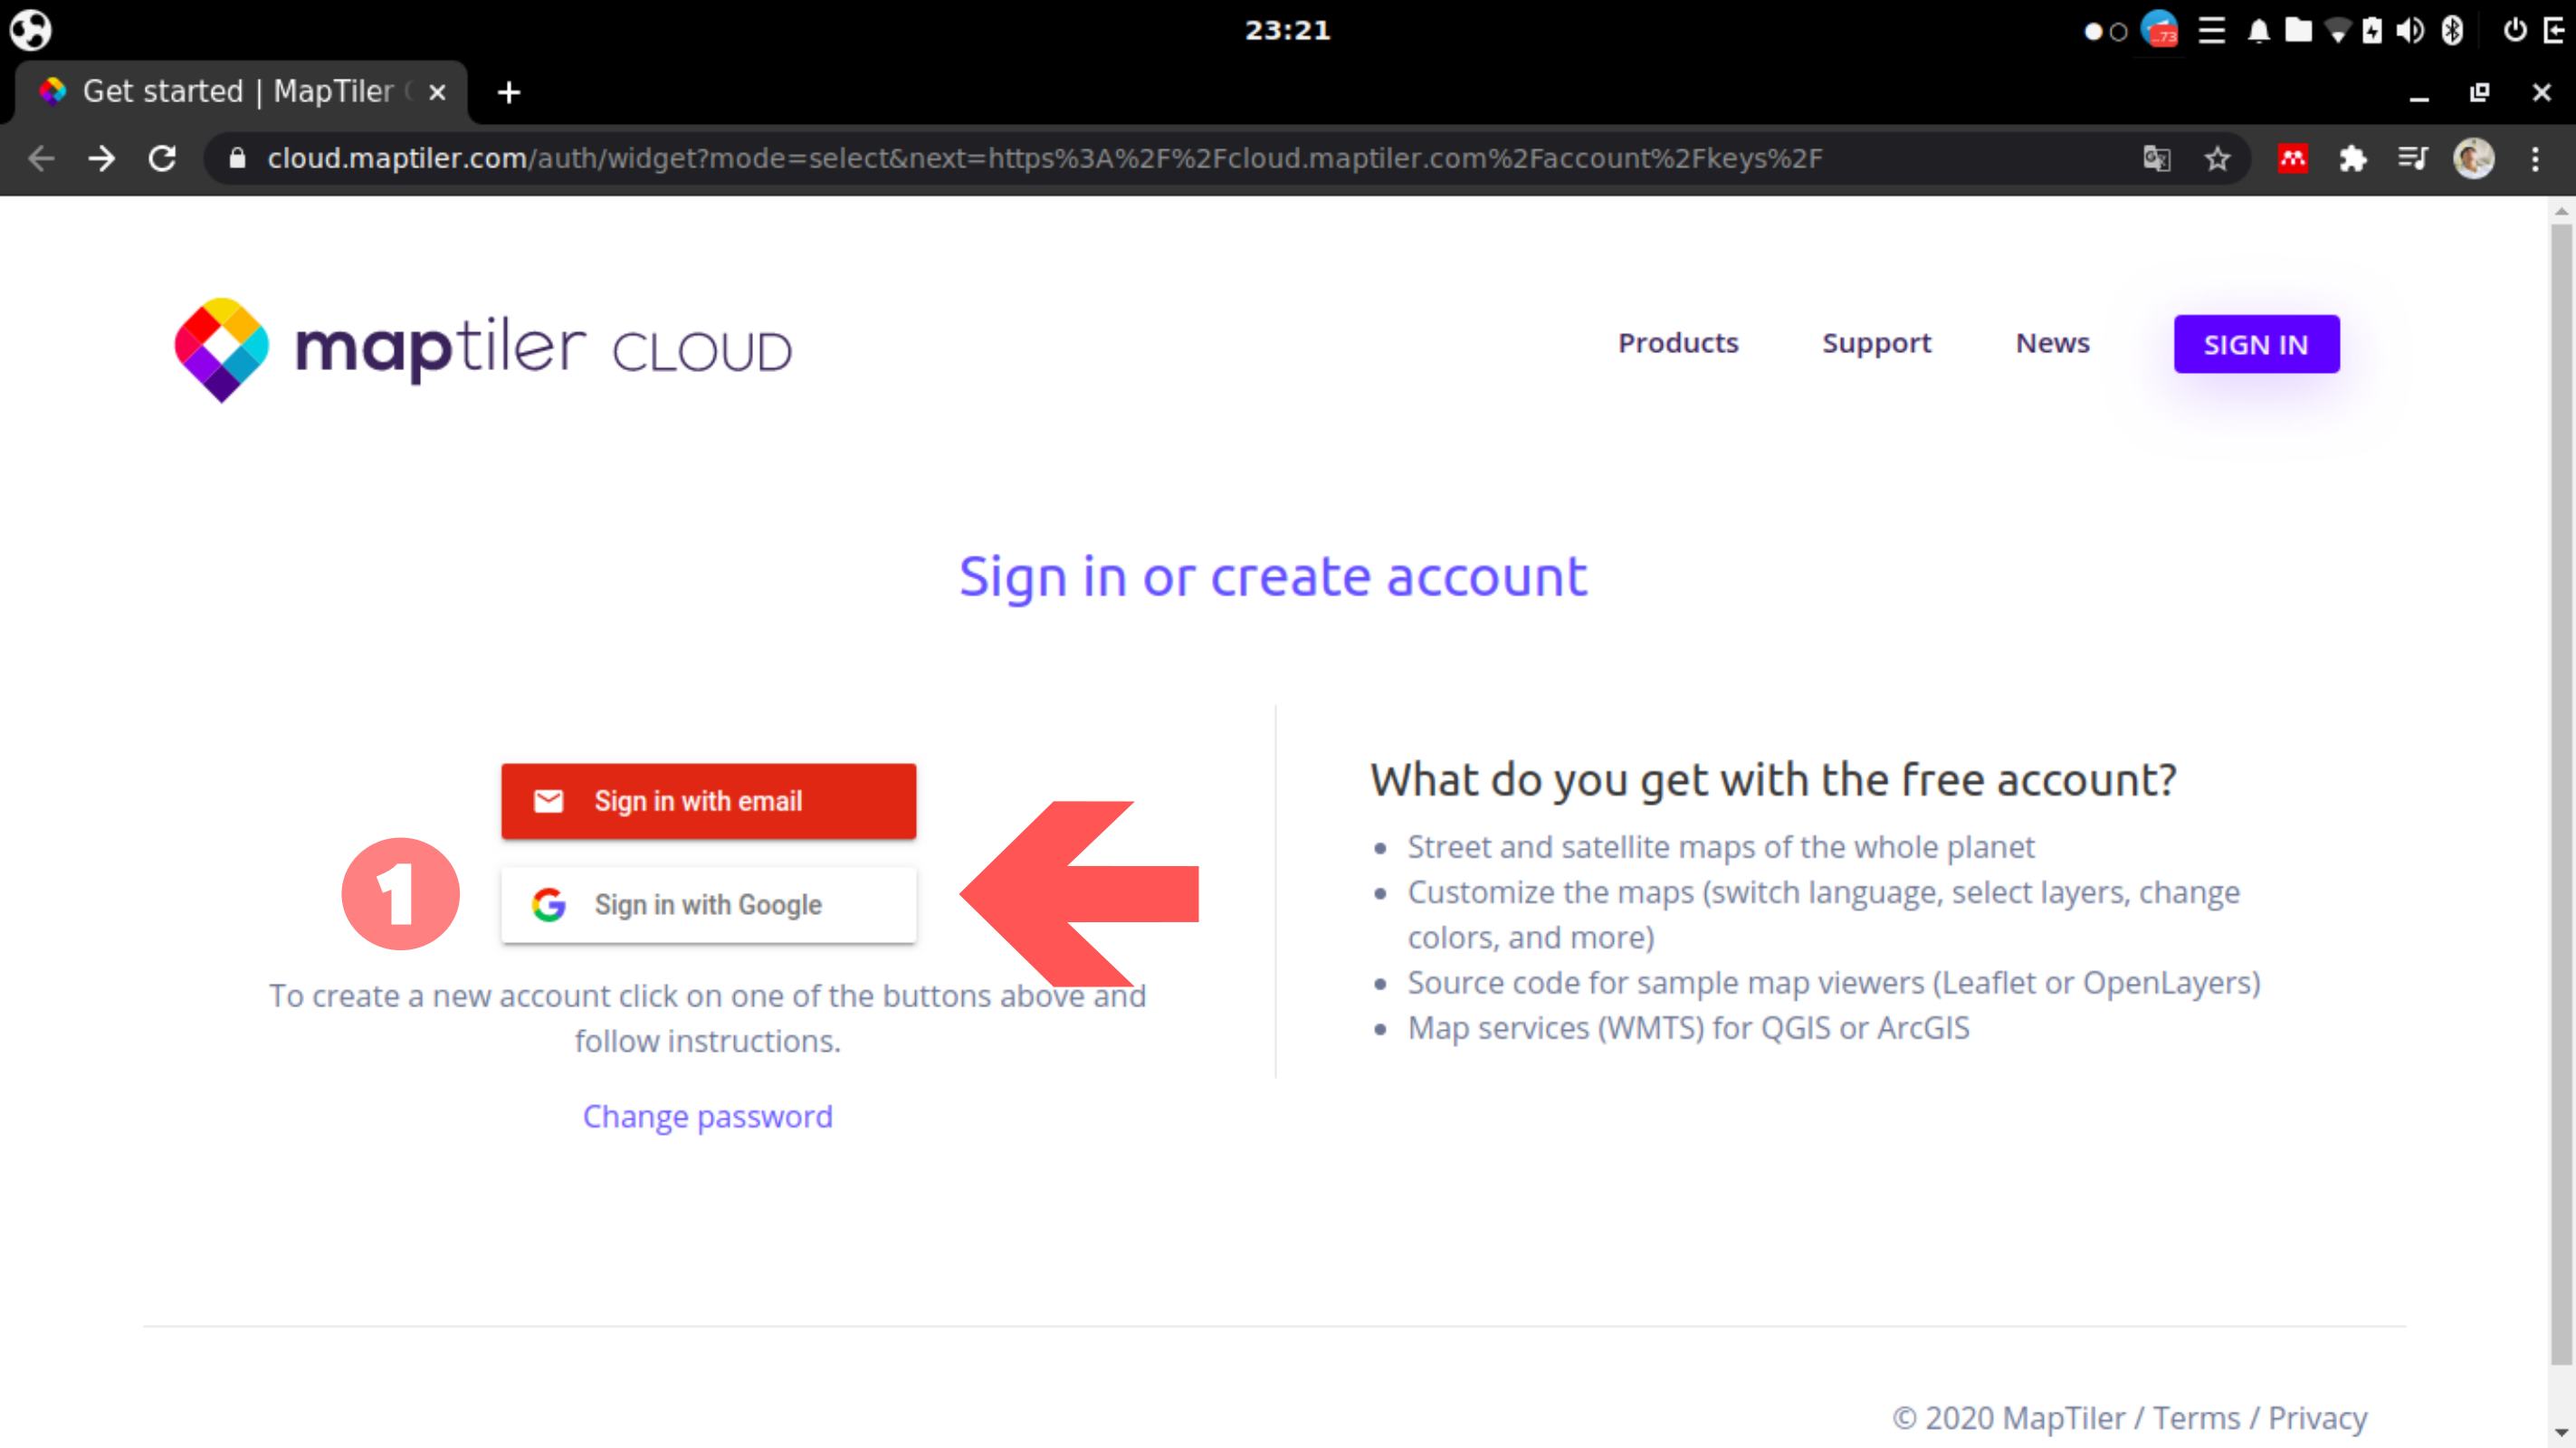 23:21
..73
Get started | MapTiler
cloud.maptiler.com/auth/widget?mode=select&next=https%3A%2F%2Fcloud.maptiler.com%2Faccount%2Fkeys%2F
maptiler CLOUD
Products Support News SIGN IN
Sign in or create account
Sign in with email
1
Sign in with Google
To create a new account click on one of the buttons above and
follow instructions.
Change password
What do you get with the free account?
Street and satellite maps of the whole planet
Customize the maps (switch language, select layers, change
colors, and more)
Source code for sample map viewers (Leaflet or OpenLayers)
Map services (WMTS) for QGIS or ArcGIS
© 2020 MapTiler / Terms / Privacy